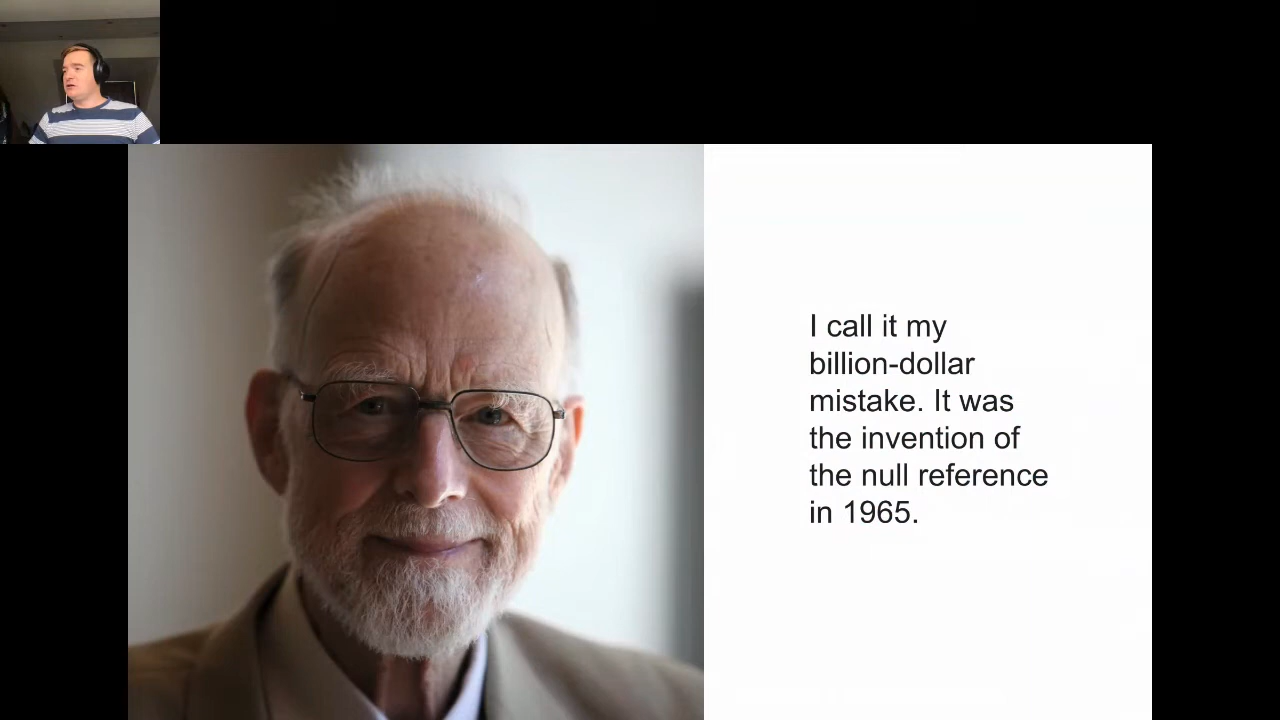 I call it my
billion-dollar
mistake. It was
the invention of
the null reference
in 1965.